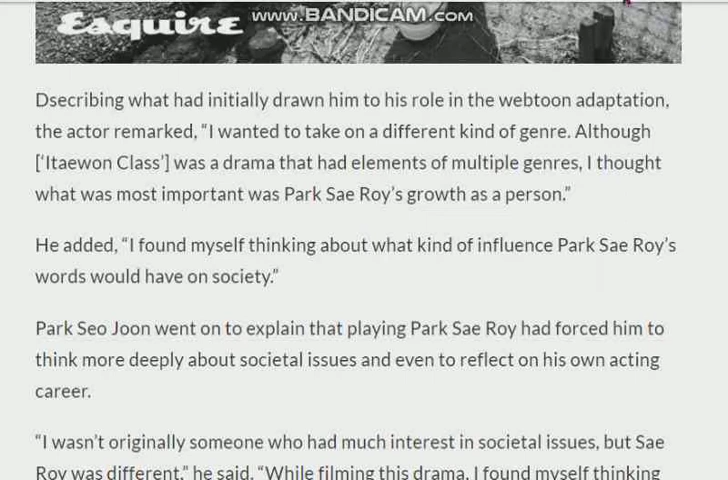 Esquire
www.BANDICAM.com
Dsecribing what had initially drawn him to his role in the webtoon adaptation,
the actor remarked, “I wanted to take on a different kind of genre. Although
[‘Itaewon Class’] was a drama that had elements of multiple genres, I thought
what was most important was Park Sae Roy’s growth as a person.”
He added, “I found myself thinking about what kind of influence Park Sae Roy’s
words would have on society.”
Park Seo Joon went on to explain that playing Park Sae Roy had forced him to
think more deeply about societal issues and even to reflect on his own acting
career.
“I wasn’t originally someone who had much interest in societal issues, but Sae
Roy was different,” he said. “While filming this drama, I found myself thinking